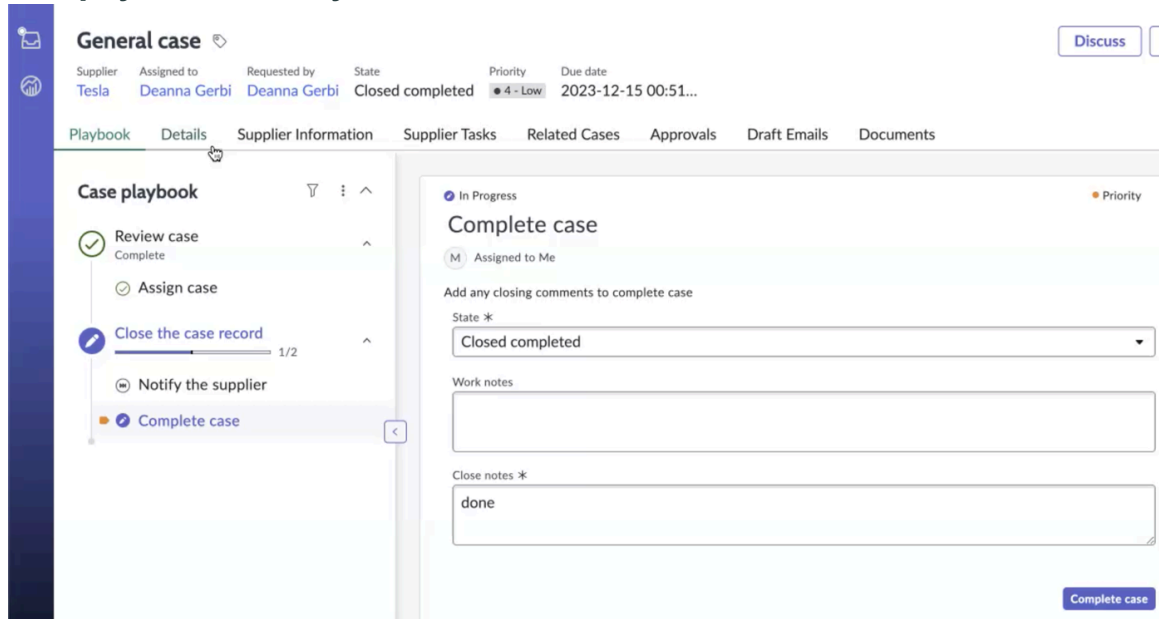 General case
Discuss
Supplier Assigned to Requested by State Priority Due date
Tesla Deanna Gerbi Deanna Gerbi Closed completed 4 - Low 2023-12-15 00:51...
Playbook Details Supplier Information Supplier Tasks Related Cases Approvals Draft Emails Documents
Case playbook
Review case
Complete
Assign case
Close the case record
1/2
Notify the supplier
Complete case
In Progress
Priority
Complete case
M Assigned to Me
Add any closing comments to complete case
State *
Closed completed
Work notes
Close notes *
done
Complete case